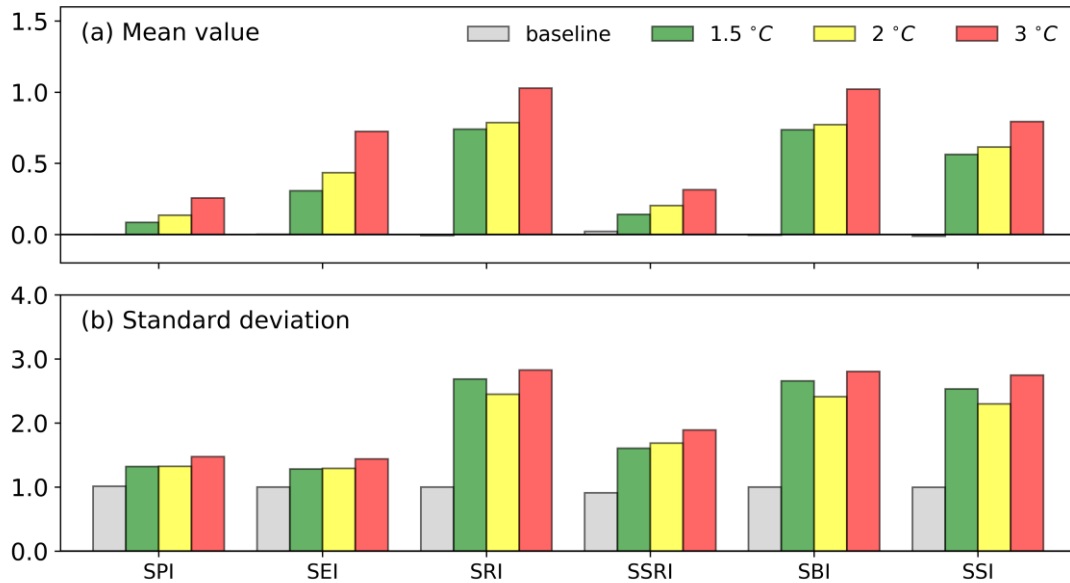 1.5
(a) Mean value
baseline
1.5 °C
2 °C
3 °C
1.0
0.5
0.0
4.0
(b) Standard deviation
3.0
2.0
1.0
0.0
SPI SEI SRI SSRI SBI SSI